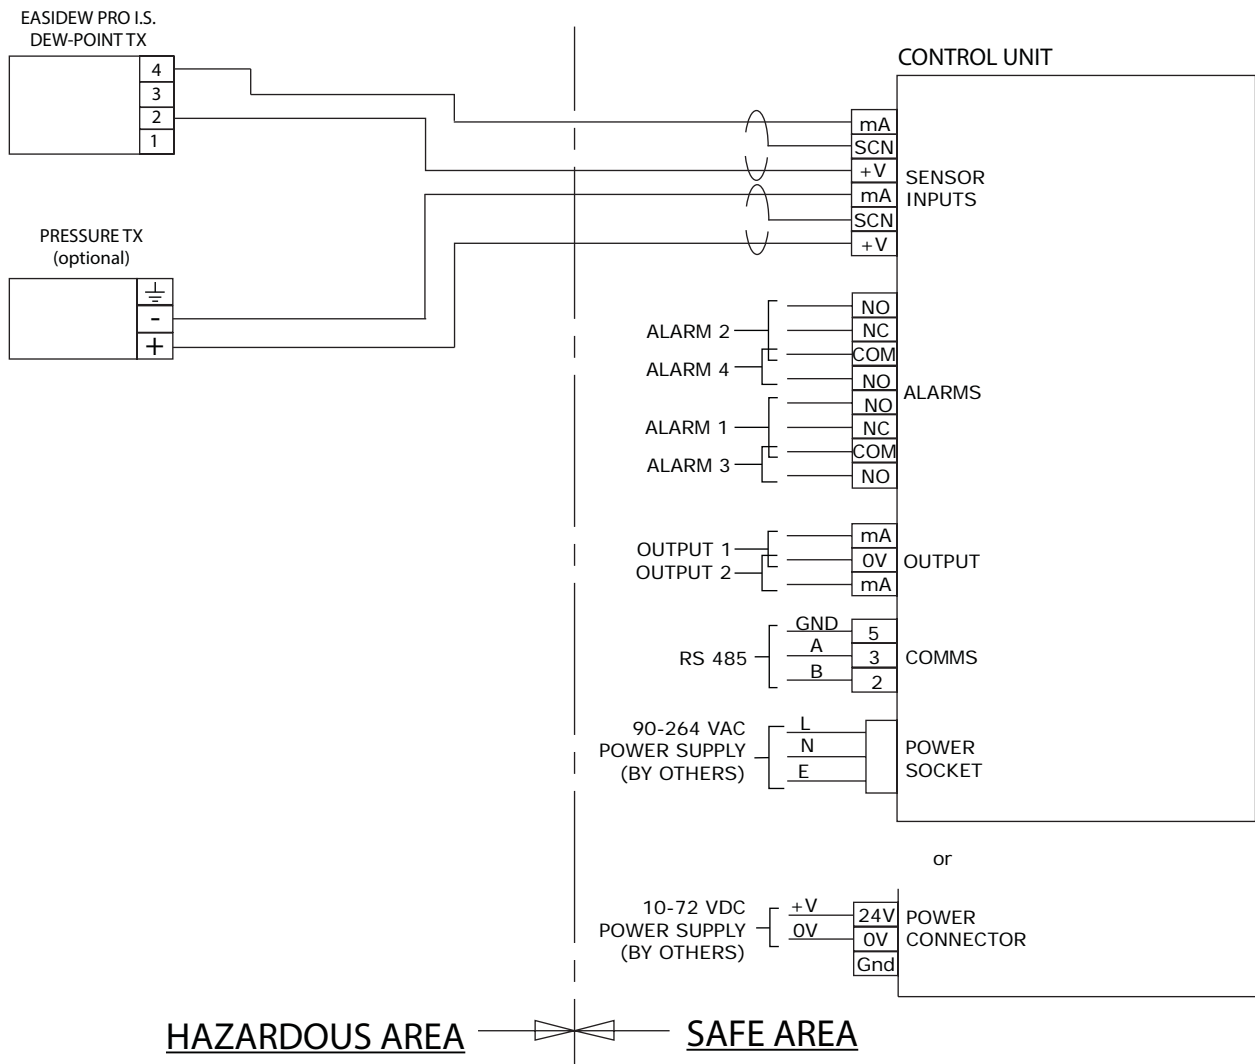 EASIDEW PRO I.S.
DEW-POINT TX
4
3
2
1
PRESSURE TX
(optional)
-
+
CONTROL UNIT
mA
SCN
+V
mA
SCN
+V
SENSOR
INPUTS
ALARM 2
ALARM 4
ALARM 1
ALARM 3
NO
NC
COM
NO
NO
NC
COM
NO
ALARMS
OUTPUT 1
OUTPUT 2
mA
0V
mA
OUTPUT
RS 485
GND
A
B
5
3
2
COMMS
90-264 VAC
POWER SUPPLY
(BY OTHERS)
L
N
E
POWER
SOCKET
or
10-72 VDC
POWER SUPPLY
(BY OTHERS)
+V
0V
24V
0V
Gnd
POWER
CONNECTOR
HAZARDOUS AREA
SAFE AREA